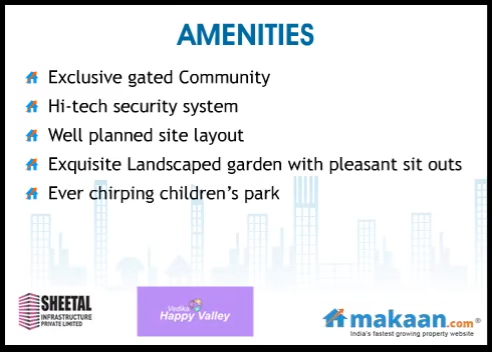 AMENITIES
Exclusive gated Community
Hi-tech security system
Well planned site layout
Exquisite Landscaped garden with pleasant sit outs
Ever chirping children's park
SHEETAL
INFRASTRUCTURE
PRIVATE LIMITED
Vedika
Happy Valley
makaan.com®
India's fastest growing property website